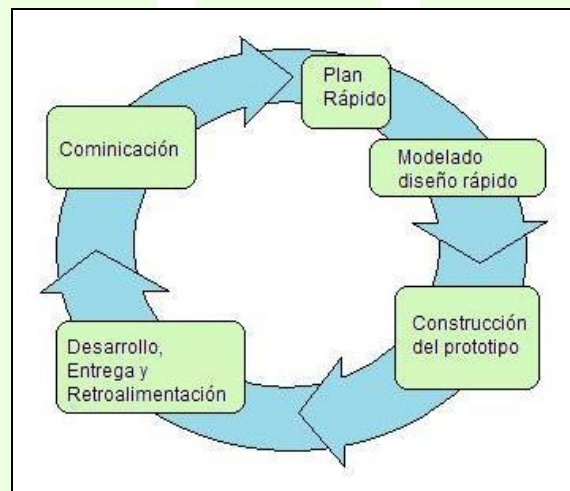 Plan
Rápido
Cominicación
Modelado
diseño rápido
Construcción
del prototipo
Desarrollo,
Entrega y
Retroalimentación